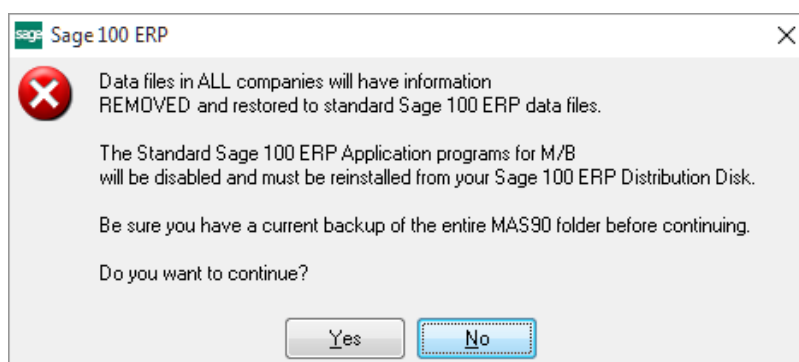 sage Sage 100 ERP
Data files in ALL companies will have information
REMOVED and restored to standard Sage 100 ERP data files.
The Standard Sage 100 ERP Application programs for M/B
will be disabled and must be reinstalled from your Sage 100 ERP Distribution Disk.
Be sure you have a current backup of the entire MAS90 folder before continuing.
Do you want to continue?
Yes No